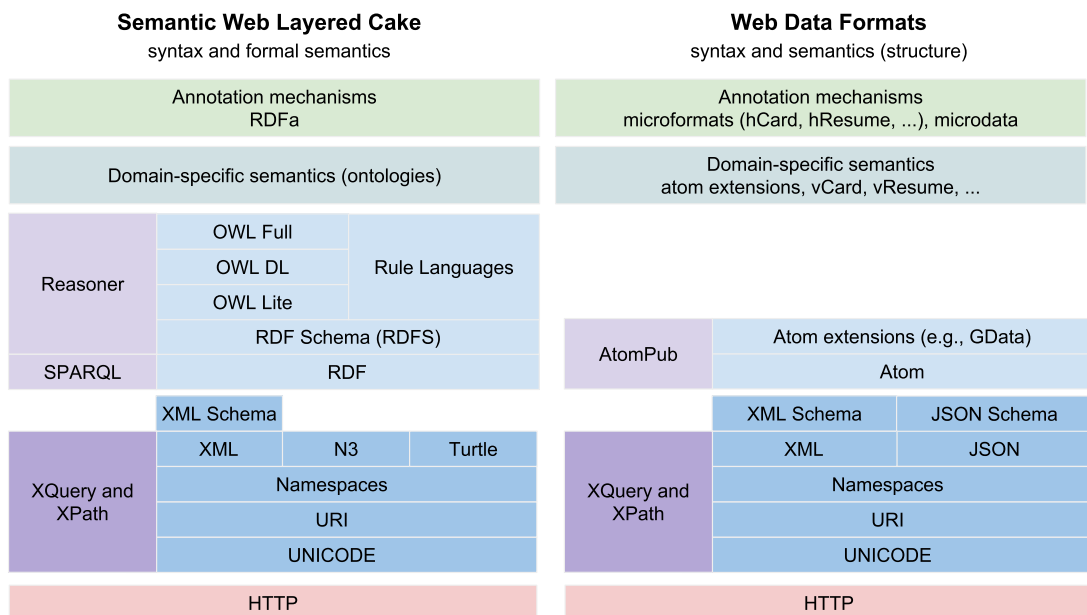 Semantic Web Layered Cake
syntax and formal semantics
Annotation mechanisms
RDFa
Domain-specific semantics (ontologies)
Reasoner
OWL Full
OWL DL
OWL Lite
Rule Languages
RDF Schema (RDFS)
SPARQL
RDF
XML Schema
XQuery and
XPath
XML
N3
Turtle
Namespaces
URI
UNICODE
HTTP
Web Data Formats
syntax and semantics (structure)
Annotation mechanisms
microformats (hCard, hResume, ...), microdata
Domain-specific semantics
atom extensions, vCard, vResume, ...
AtomPub
Atom extensions (e.g., GData)
Atom
XML Schema
JSON Schema
XQuery and
XPath
XML
JSON
Namespaces
URI
UNICODE
HTTP